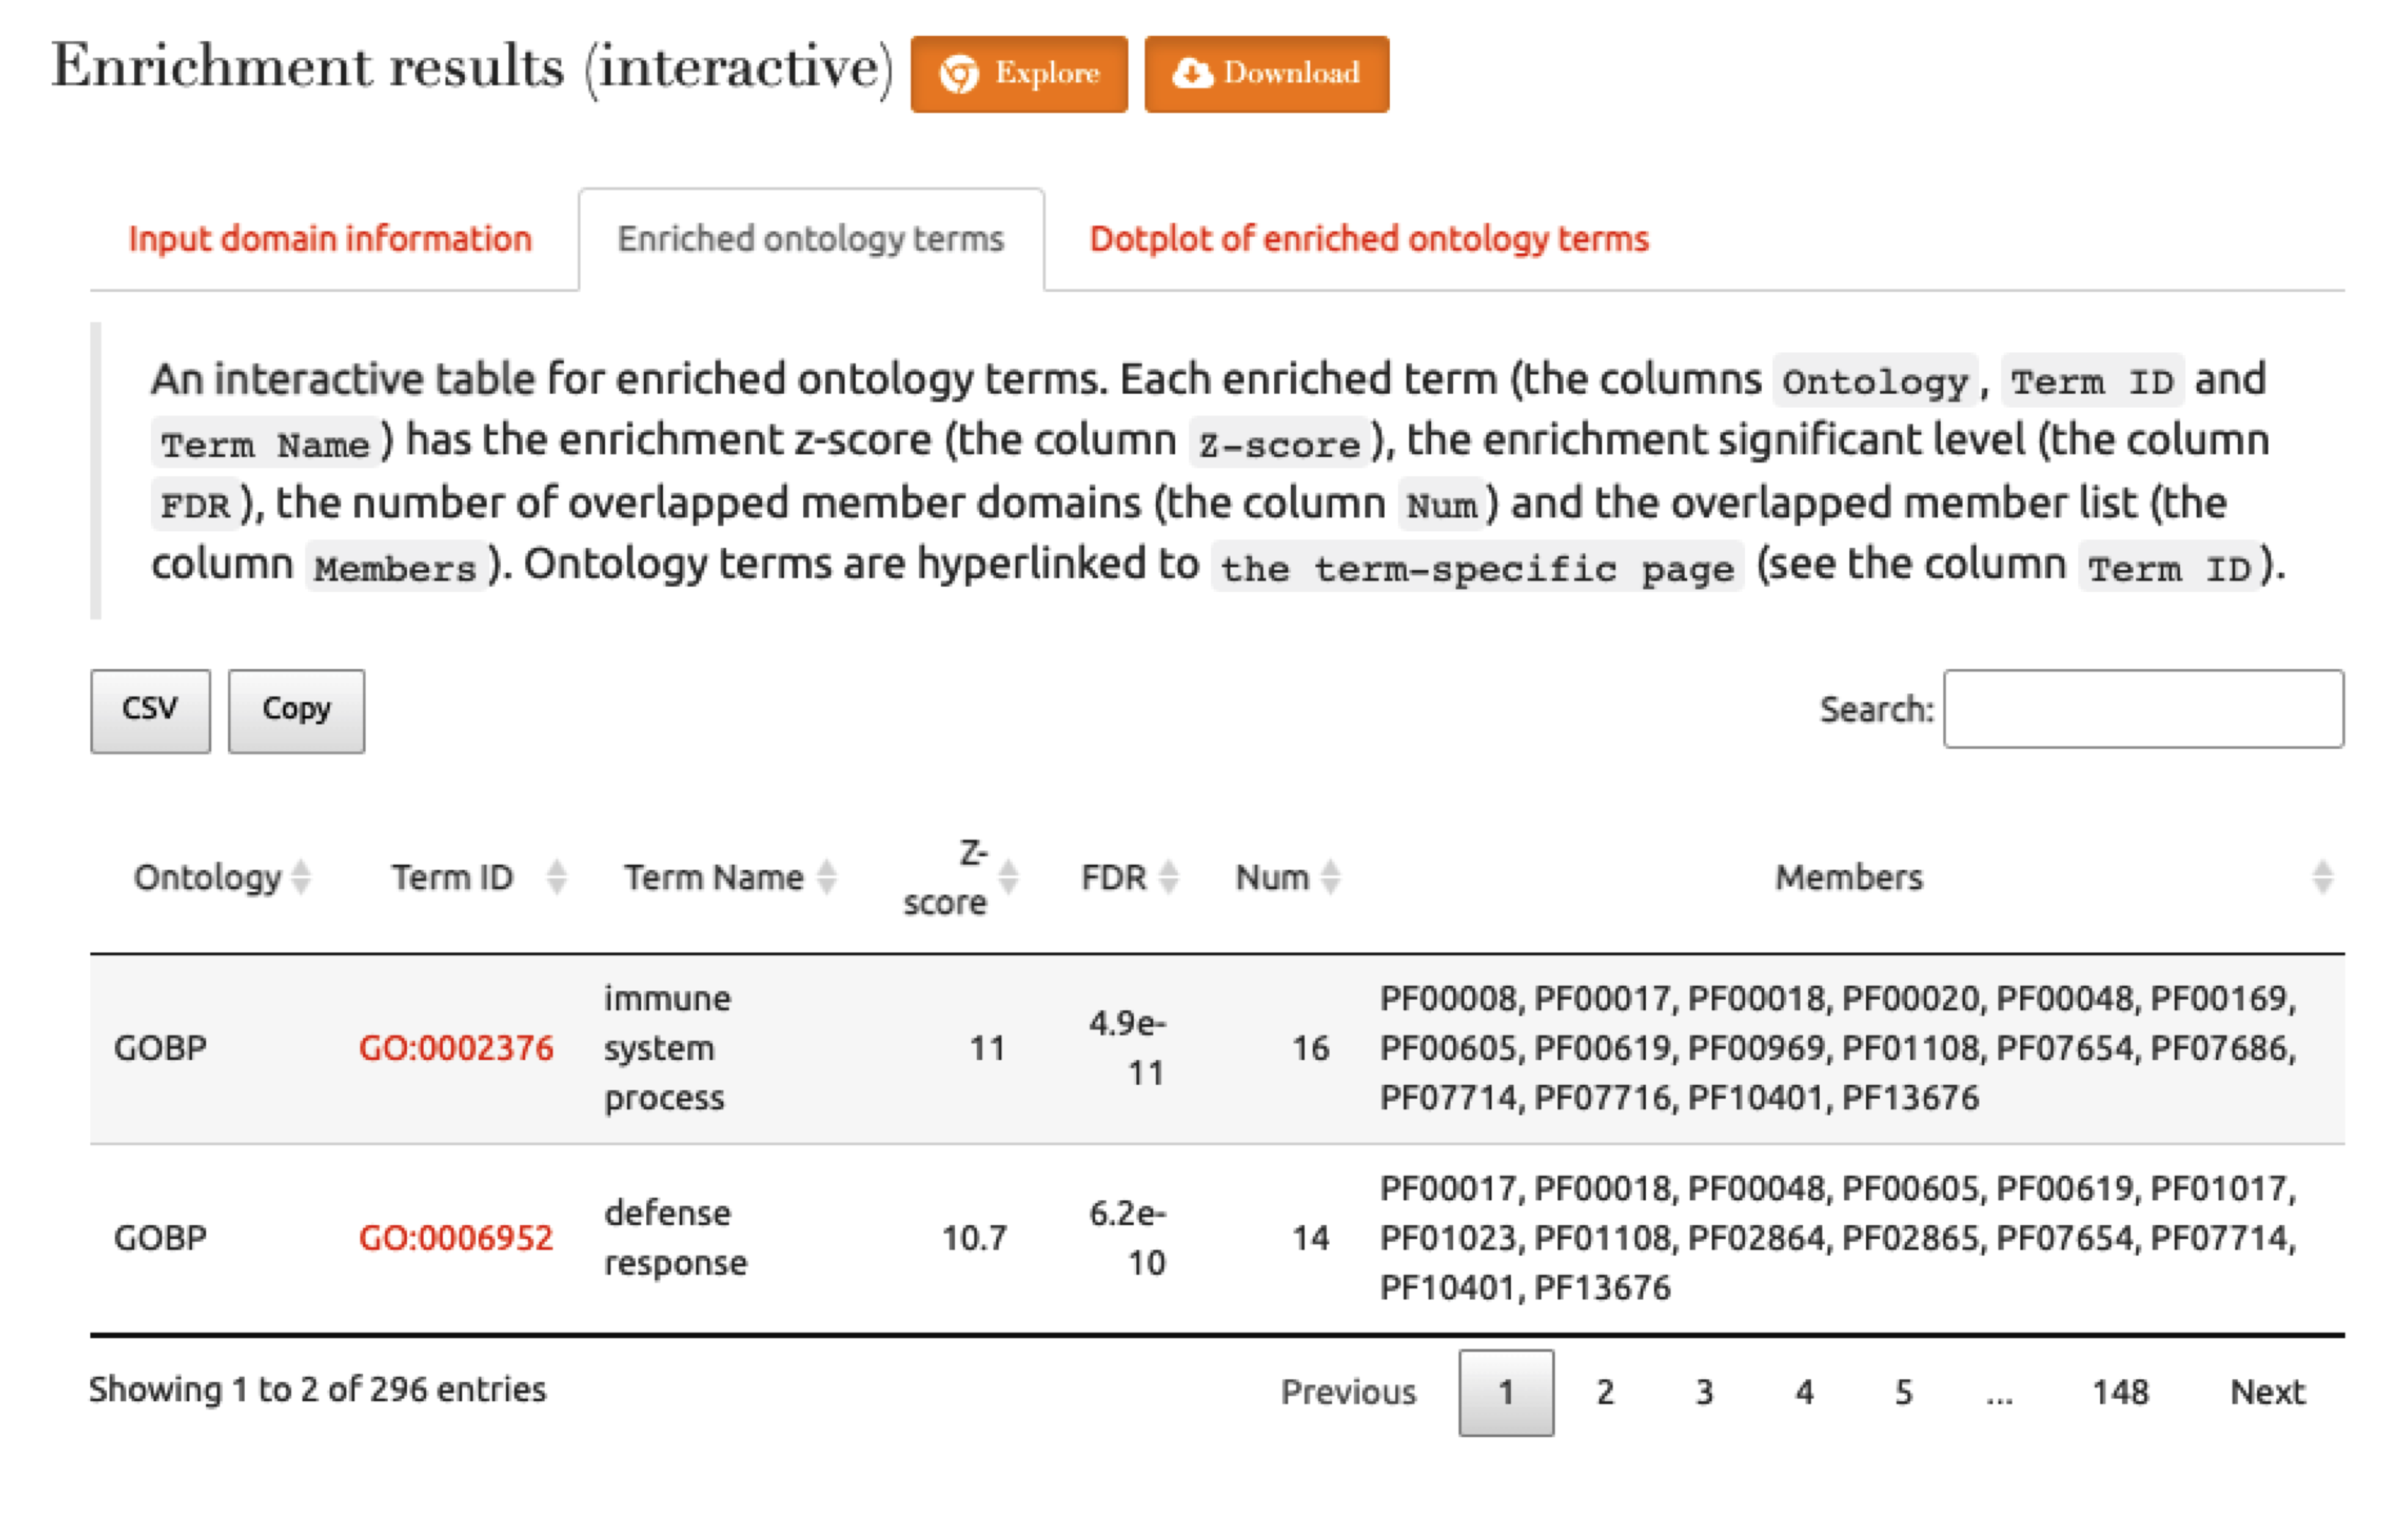 Enrichment results (interactive) Explore Download
Input domain information Enriched ontology terms Dotplot of enriched ontology terms
An interactive table for enriched ontology terms. Each enriched term (the columns Ontology, Term ID and
Term Name) has the enrichment z-score (the column Z-score), the enrichment significant level (the column
FDR), the number of overlapped member domains (the column Num) and the overlapped member list (the
column Members). Ontology terms are hyperlinked to the term-specific page (see the column Term ID).
CSV Copy Search:
Ontology Term ID Term Name Z-score FDR Num Members
GOBP GO:0002376 immune system process 11 4.9e-11 16 PF00008, PF00017, PF00018, PF00020, PF00048, PF00169,
PF00605, PF00619, PF00969, PF01108, PF07654, PF07686,
PF07714, PF07716, PF10401, PF13676
GOBP GO:0006952 defense response 10.7 6.2e-10 14 PF00017, PF00018, PF00048, PF00605, PF00619, PF01017,
PF01023, PF01108, PF02864, PF02865, PF07654, PF07714,
PF10401, PF13676
Showing 1 to 2 of 296 entries Previous 1 2 3 4 5 ... 148 Next